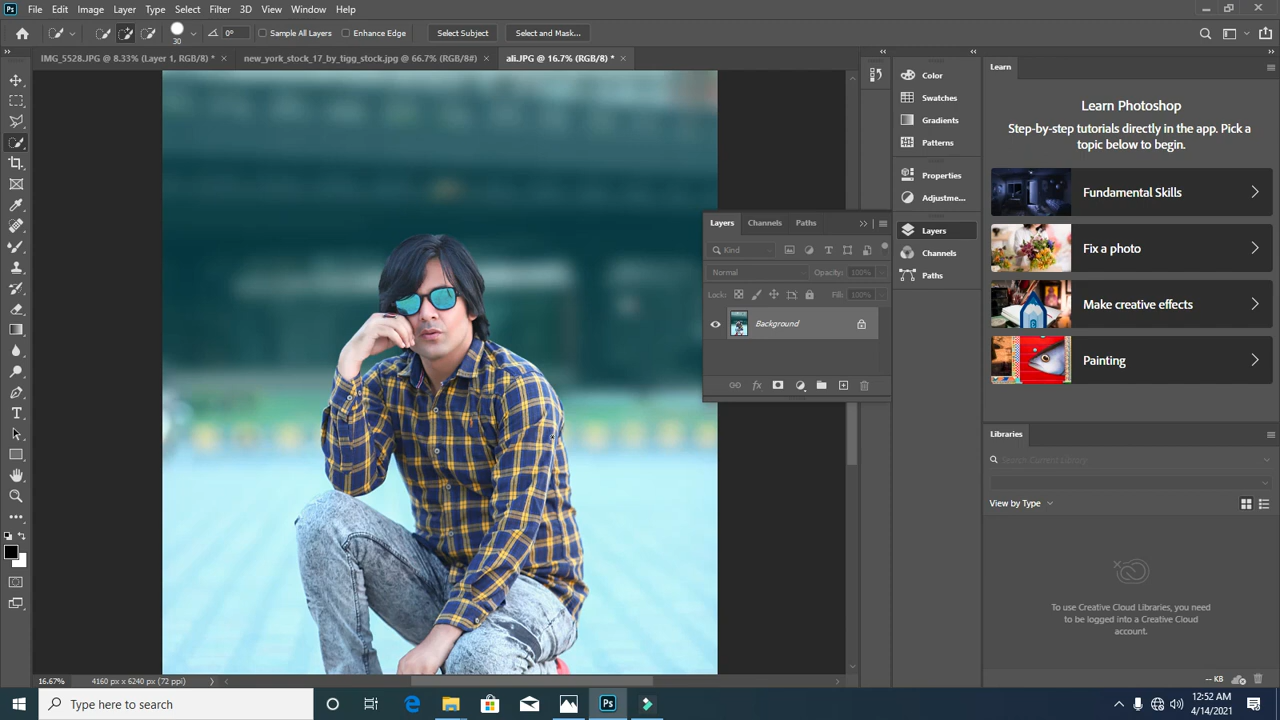 Ps File Edit Image Layer Type Select Filter 3D View Window Help
30 0° Sample All Layers Enhance Edge Select Subject Select and Mask...
IMG_5528.JPG @ 8.33% (Layer 1, RGB/8) * × new_york_stock_17_by_tigg_stock.jpg @ 66.7% (RGB/8#) × ali.JPG @ 16.7% (RGB/8) * ×
Color
Swatches
Gradients
Patterns
Properties
Adjustme...
Layers
Channels
Paths
Layers Channels Paths
Kind
Normal Opacity: 100%
Lock: Fill: 100%
Background
fx
Learn
Learn Photoshop
Step-by-step tutorials directly in the app. Pick a
topic below to begin.
Fundamental Skills
Fix a photo
Make creative effects
Painting
Libraries
Search Current Library
View by Type
To use Creative Cloud Libraries, you need
to be logged into a Creative Cloud
account.
-- KB
16.67% 4160 px x 6240 px (72 ppi)
Type here to search
Ps
12:52 AM
4/14/2021